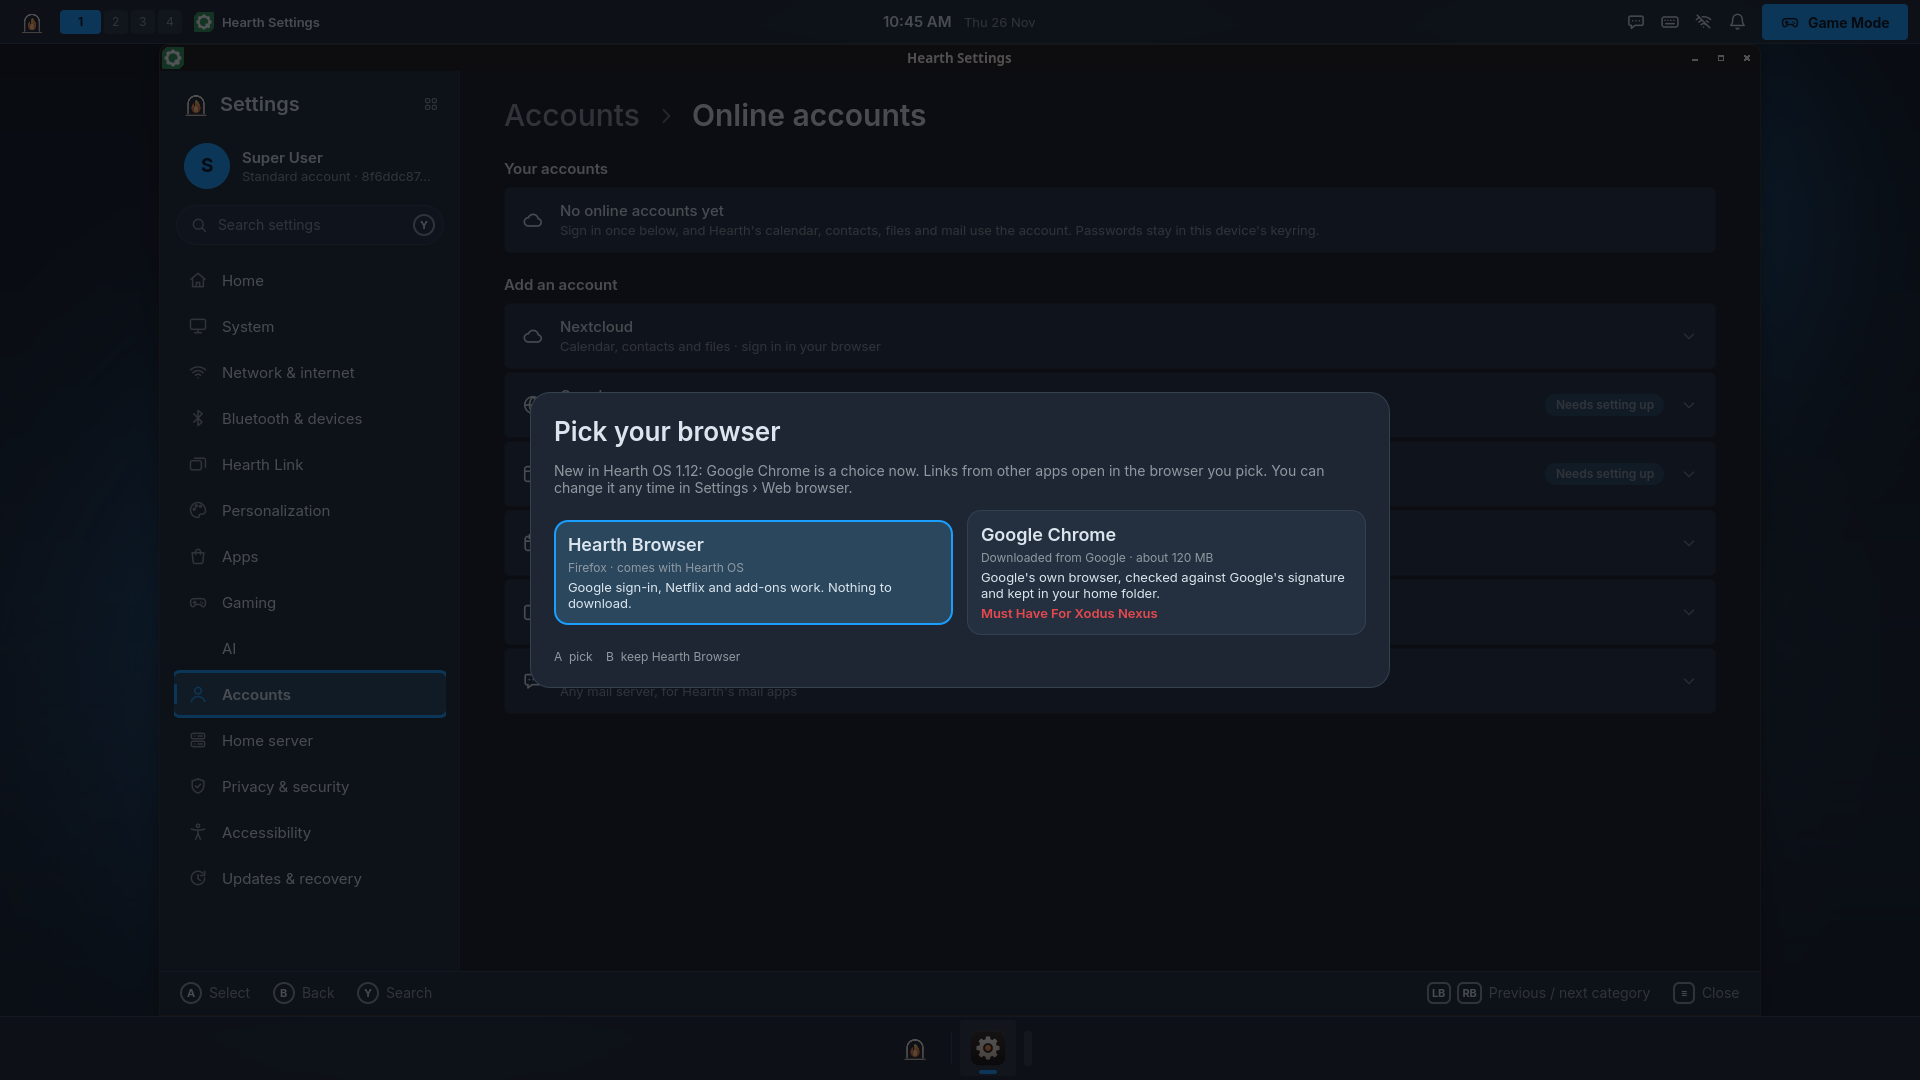 1 2 3 4 Hearth Settings
10:45 AM Thu 26 Nov
Game Mode
Hearth Settings
Settings
S
Super User
Standard account · 8f6ddc87...
Search settings Y
Home
System
Network & internet
Bluetooth & devices
Hearth Link
Personalization
Apps
Gaming
AI
Accounts
Home server
Privacy & security
Accessibility
Updates & recovery
Accounts › Online accounts
Your accounts
No online accounts yet
Sign in once below, and Hearth's calendar, contacts, files and mail use the account. Passwords stay in this device's keyring.
Add an account
Nextcloud
Calendar, contacts and files · sign in in your browser
Needs setting up
Needs setting up
Pick your browser
New in Hearth OS 1.12: Google Chrome is a choice now. Links from other apps open in the browser you pick. You can
change it any time in Settings › Web browser.
Hearth Browser
Firefox · comes with Hearth OS
Google sign-in, Netflix and add-ons work. Nothing to
download.
Google Chrome
Downloaded from Google · about 120 MB
Google's own browser, checked against Google's signature
and kept in your home folder.
Must Have For Xodus Nexus
A pick B keep Hearth Browser
Any mail server, for Hearth's mail apps
A Select B Back Y Search
LB RB Previous / next category ≡ Close